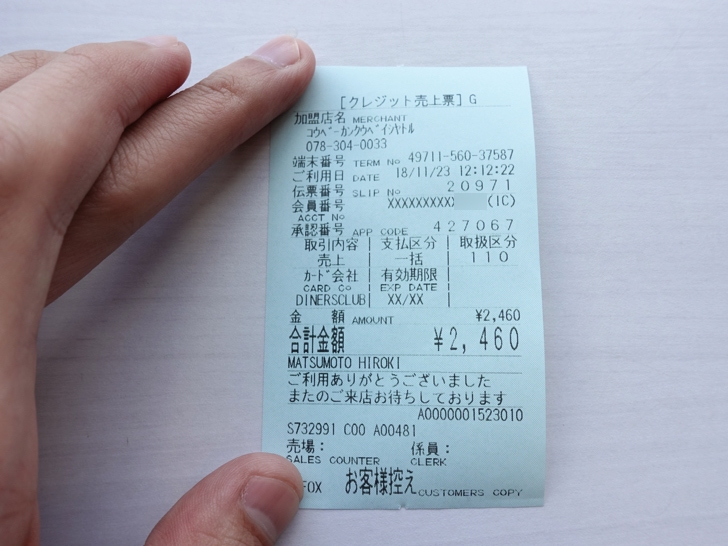 [クレジット売上票] G
加盟店名 MERCHANT
コウベ-カンクウベイシヤトル
078-304-0033
端末番号 TERM No 49711-560-37587
ご利用日 DATE 18/11/23 12:12:22
伝票番号 SLIP No 20971
会員番号 XXXXXXXXX (IC)
ACCT No
承認番号 APP CODE 427067
取引内容 | 支払区分 | 取扱区分
売上 | 一括 | 110
カード会社 | 有効期限 |
CARD Co | EXP DATE |
DINERSCLUB| XX/XX |
金 額 AMOUNT ¥2,460
合計金額 ¥2,460
MATSUMOTO HIROKI
ご利用ありがとうございました
またのご来店お待ちしております
A0000001523010
S732991 C00 A00481
売場: 係員:
SALES COUNTER CLERK
FOX お客様控え CUSTOMERS COPY